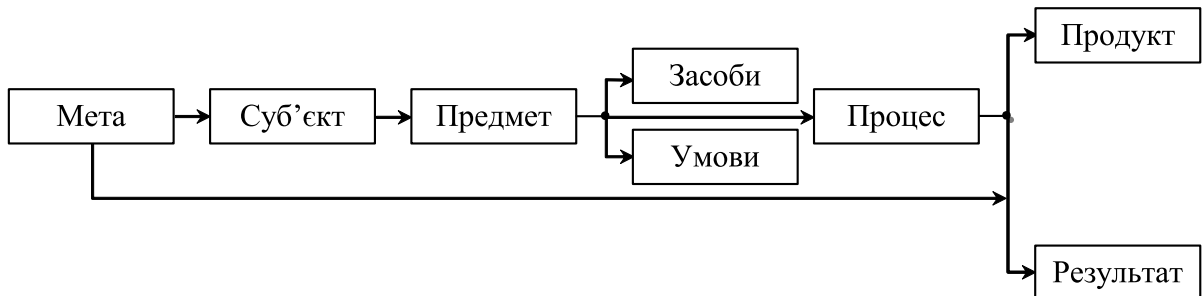 Продукт
Засоби
Мета
Суб’єкт
Предмет
Процес
Умови
Результат